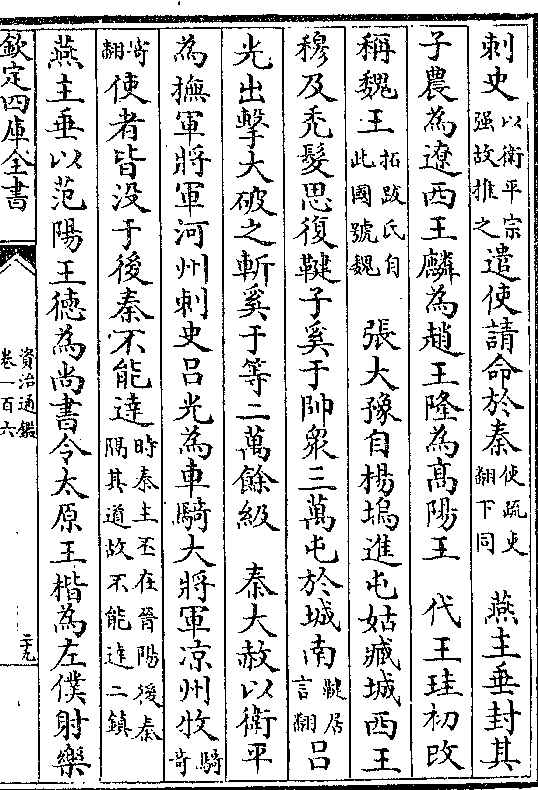 刺史以衛平宗强故推之遣使請命於秦使疏吏翻下同　燕主垂封其
子農為遼西王麟為趙王隆為髙陽王　代王珪初改
稱魏王拓跋氏自此國號魏　張大豫自楊塢進屯姑臧城西王
穆及禿髮思復鞬子奚于帥衆三萬屯於城南鞬居言翻吕
光出擊大破之斬奚于等二萬餘級　秦大赦以衛平
為撫軍將軍河州刺史吕光為車騎大將軍凉州牧騎奇
寄翻使者皆没于後秦不能達時秦主丕在晉陽後秦隔其道故不能達二鎮
燕主垂以范陽王德為尚書令太原王楷為左僕射樂
欽定四庫全書
資治通鑑
卷一百六
二九